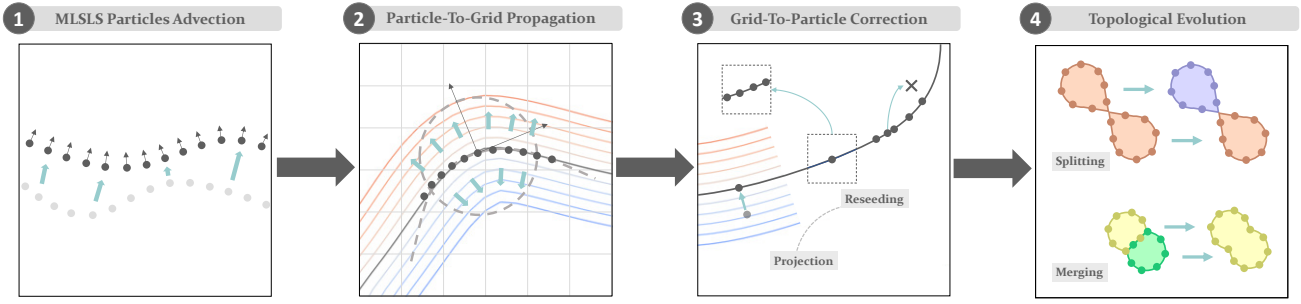 1 MLSLS Particles Advection
2 Particle-To-Grid Propagation
3 Grid-To-Particle Correction
4 Topological Evolution
Reseeding
Projection
Splitting
Merging